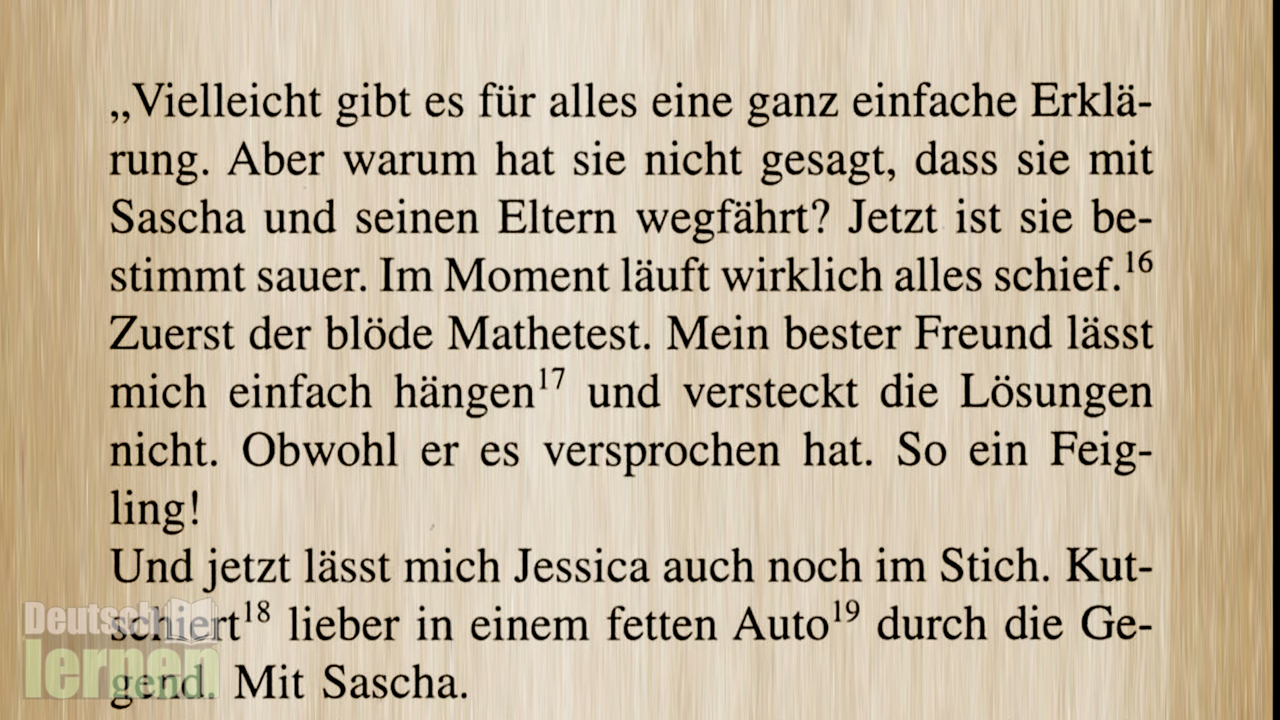 „Vielleicht gibt es für alles eine ganz einfache Erklä-
rung. Aber warum hat sie nicht gesagt, dass sie mit
Sascha und seinen Eltern wegfährt? Jetzt ist sie be-
stimmt sauer. Im Moment läuft wirklich alles schief.¹⁶
Zuerst der blöde Mathetest. Mein bester Freund lässt
mich einfach hängen¹⁷ und versteckt die Lösungen
nicht. Obwohl er es versprochen hat. So ein Feig-
ling!
Und jetzt lässt mich Jessica auch noch im Stich. Kut-
schiert¹⁸ lieber in einem fetten Auto¹⁹ durch die Ge-
gend. Mit Sascha.
Deutsch
lernen